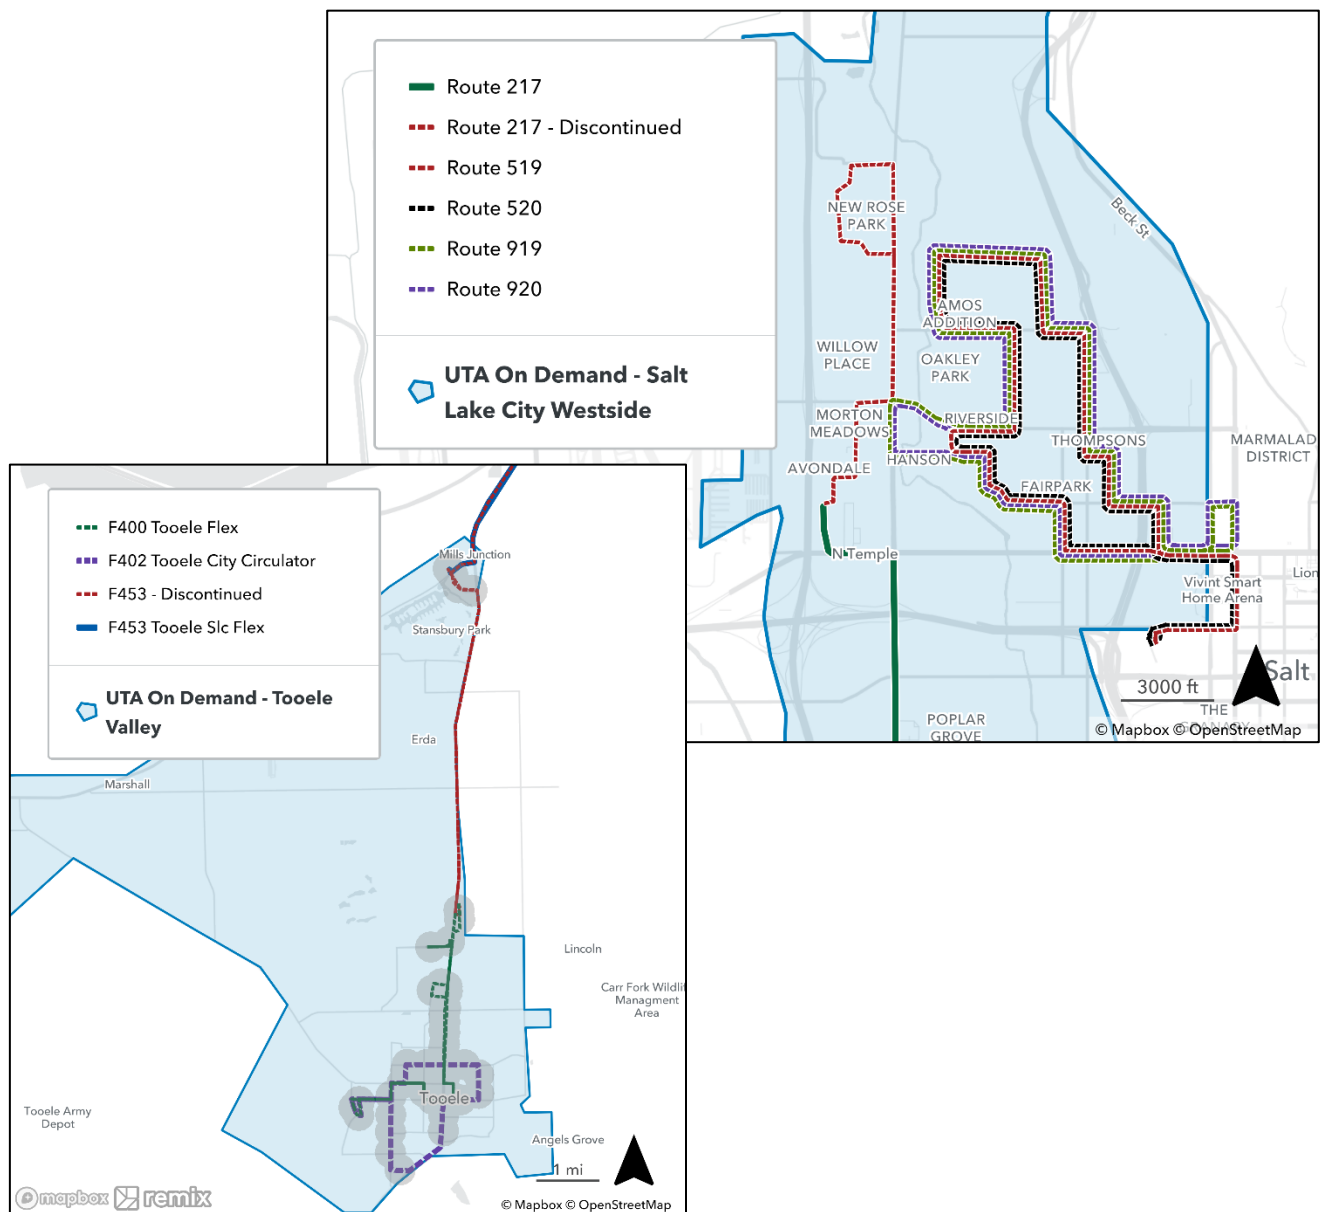 Route 217
Route 217 - Discontinued
Route 519
Route 520
Route 919
Route 920
UTA On Demand - Salt
Lake City Westside
Beck St
NEW ROSE
PARK
AMOS
ADDITION
WILLOW
PLACE
OAKLEY
PARK
MORTON
MEADOWS
RIVERSIDE
THOMPSONS
MARMALAD
DISTRICT
HANSON
AVONDALE
FAIRPARK
N Temple
Vivint Smart
Home Arena
Lion
Salt
3000 ft
THE
POPLAR
GROVE
© Mapbox © OpenStreetMap
F400 Tooele Flex
F402 Tooele City Circulator
F453 - Discontinued
F453 Tooele Slc Flex
UTA On Demand - Tooele
Valley
Mills Junction
Stansbury Park
Erda
Marshall
Lincoln
Carr Fork Wildlif
Managment
Area
Tooele
Tooele Army
Depot
Angels Grove
1 mi
mapbox remix
© Mapbox © OpenStreetMap